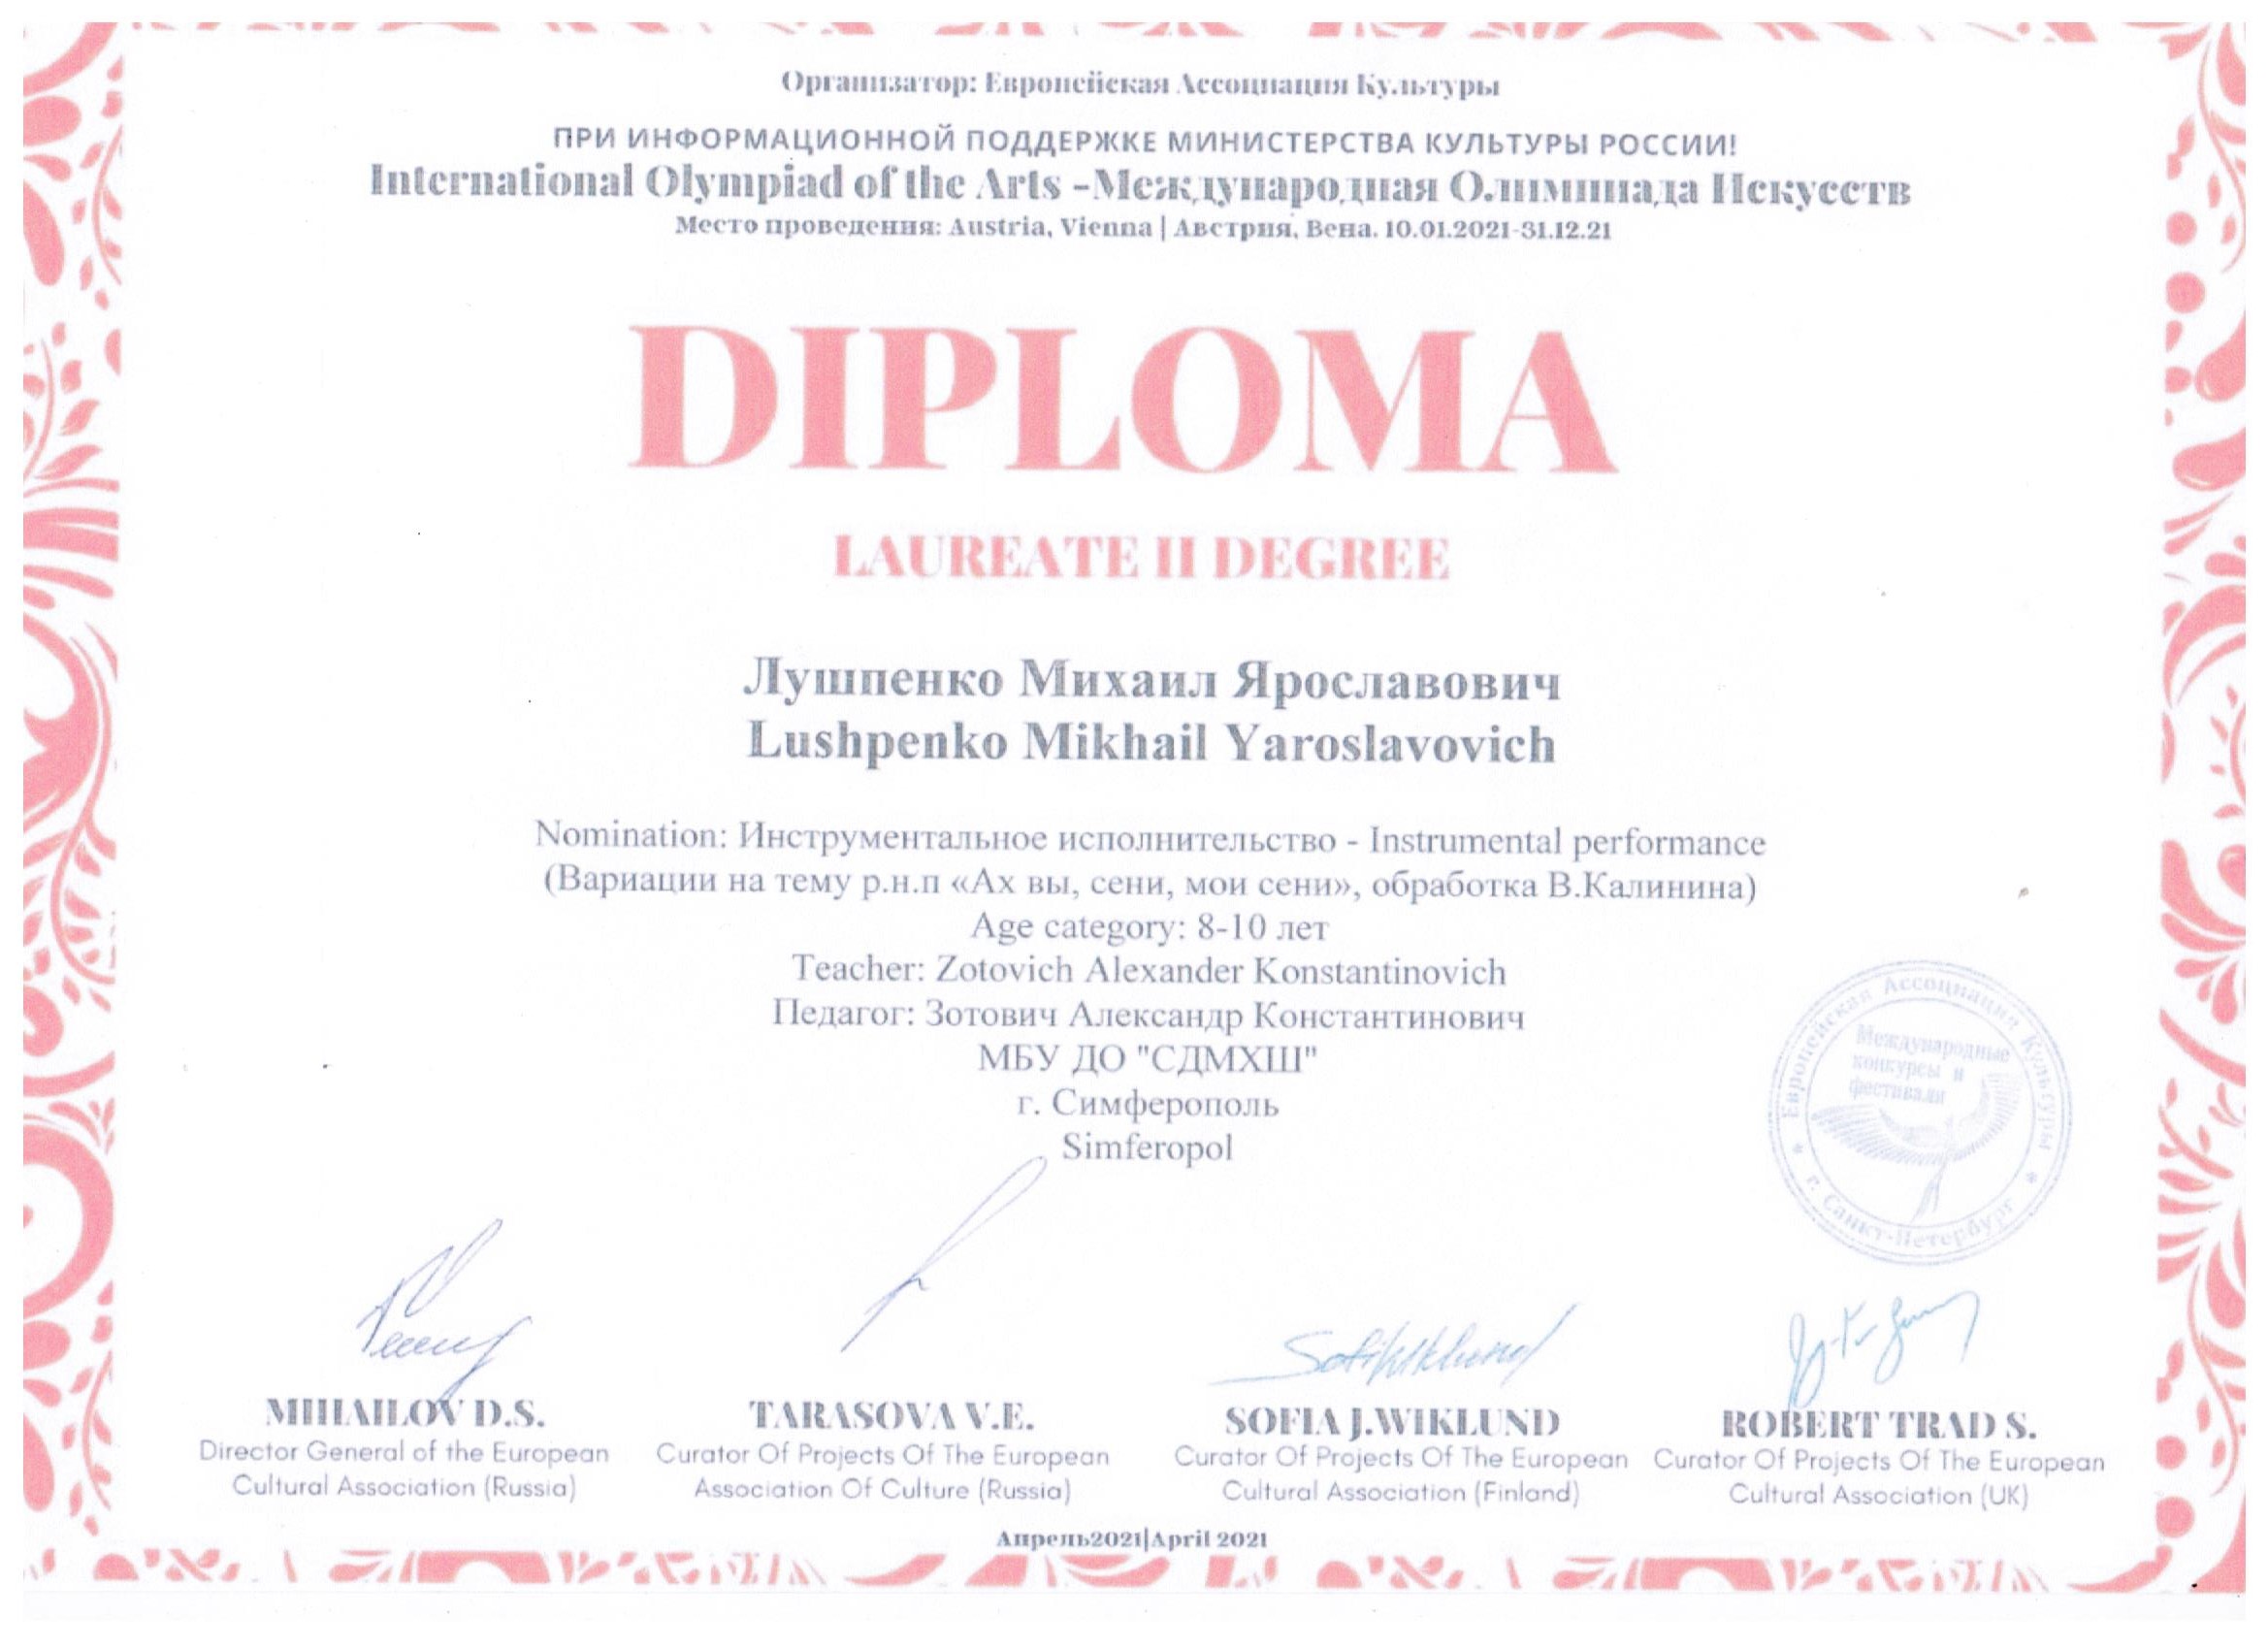 Организатор: Европейская Ассоциация Культуры
ПРИ ИНФОРМАЦИОННОЙ ПОДДЕРЖКЕ МИНИСТЕРСТВА КУЛЬТУРЫ РОССИИ!
International Olympiad of the Arts -Международная Олимпиада Искусств
Место проведения: Austria, Vienna | Австрия, Вена. 10.01.2021-31.12.21
DIPLOMA
LAUREATE II DEGREE
Лушпенко Михаил Ярославович
Lushpenko Mikhail Yaroslavovich
Nomination: Инструментальное исполнительство - Instrumental performance
(Вариации на тему р.н.п «Ах вы, сени, мои сени», обработка В.Калинина)
Age category: 8-10 лет
Teacher: Zotovich Alexander Konstantinovich
Педагог: Зотович Александр Константинович
МБУ ДО "СДМХШ"
г. Симферополь
Simferopol
Европейская Ассоциация Культуры
Международные
конкурсы и
фестивали
г. Санкт-Петербург
MIHAILOV D.S.
Director General of the European
Cultural Association (Russia)
TARASOVA V.E.
Curator Of Projects Of The European
Association Of Culture (Russia)
SOFIA J.WIKLUND
Curator Of Projects Of The European
Cultural Association (Finland)
ROBERT TRAD S.
Curator Of Projects Of The European
Cultural Association (UK)
Апрель2021|April 2021